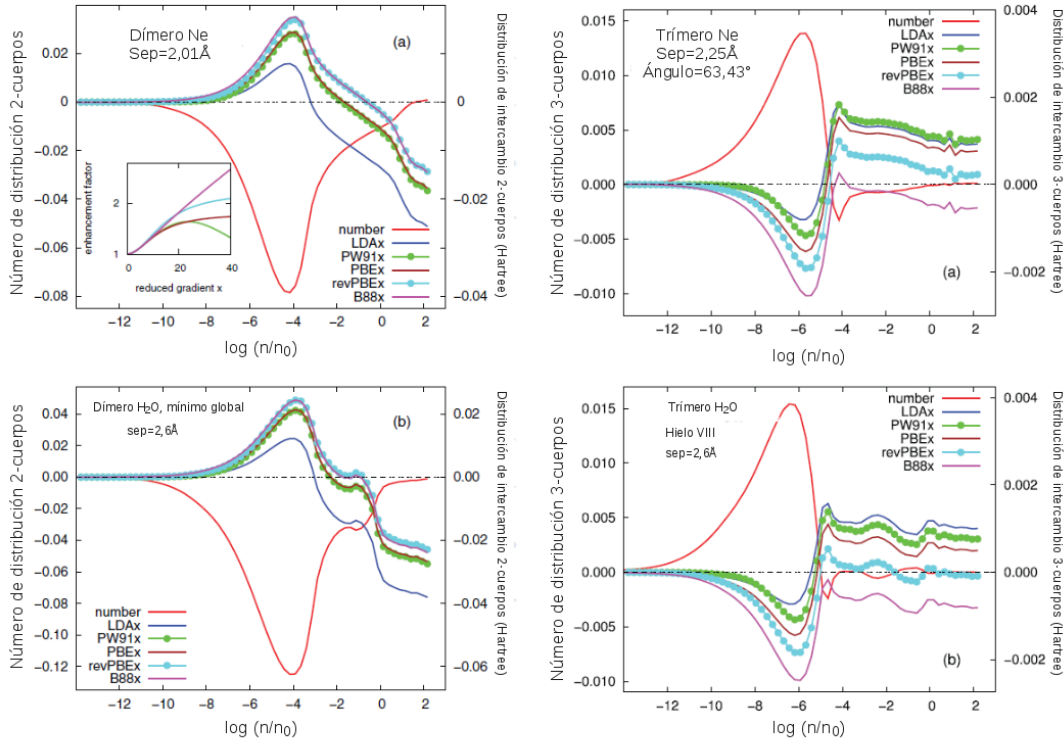 Dímero Ne
Sep=2,01Å
(a)
Número de distribución 2-cuerpos
Distribución de intercambio 2-cuerpos (Hartree)
0.02
0
-0.02
-0.04
-0.06
-0.08
0
-0.02
-0.04
enhancement factor
2
1
0 20 40
reduced gradient x
number
LDAx
PW91x
PBEx
revPBEx
B88x
-12 -10 -8 -6 -4 -2 0 2
log (n/n0)
Trímero Ne
Sep=2,25Å
Ángulo=63,43°
number
LDAx
PW91x
PBEx
revPBEx
B88x
(a)
Número de distribución 3-cuerpos
Distribución de intercambio 3-cuerpos (Hartree)
0.015
0.010
0.005
0.000
-0.005
-0.010
0.004
0.002
0.000
-0.002
-12 -10 -8 -6 -4 -2 0 2
log (n/n0)
Dímero H2O, mínimo global
sep=2,6Å
(b)
Número de distribución 2-cuerpos
Distribución de intercambio 2-cuerpos (Hartree)
0.04
0.02
0.00
-0.02
-0.04
-0.06
-0.08
-0.10
-0.12
0.02
0.00
-0.02
-0.04
-0.06
number
LDAx
PW91x
PBEx
revPBEx
B88x
-12 -10 -8 -6 -4 -2 0 2
log (n/n0)
Trímero H2O
Hielo VIII
sep=2,6Å
number
LDAx
PW91x
PBEx
revPBEx
B88x
(b)
Número de distribución 3-cuerpos
Distribución de intercambio 3-cuerpos (Hartree)
0.015
0.010
0.005
0.000
-0.005
-0.010
0.004
0.002
0.000
-0.002
-12 -10 -8 -6 -4 -2 0 2
log (n/n0)